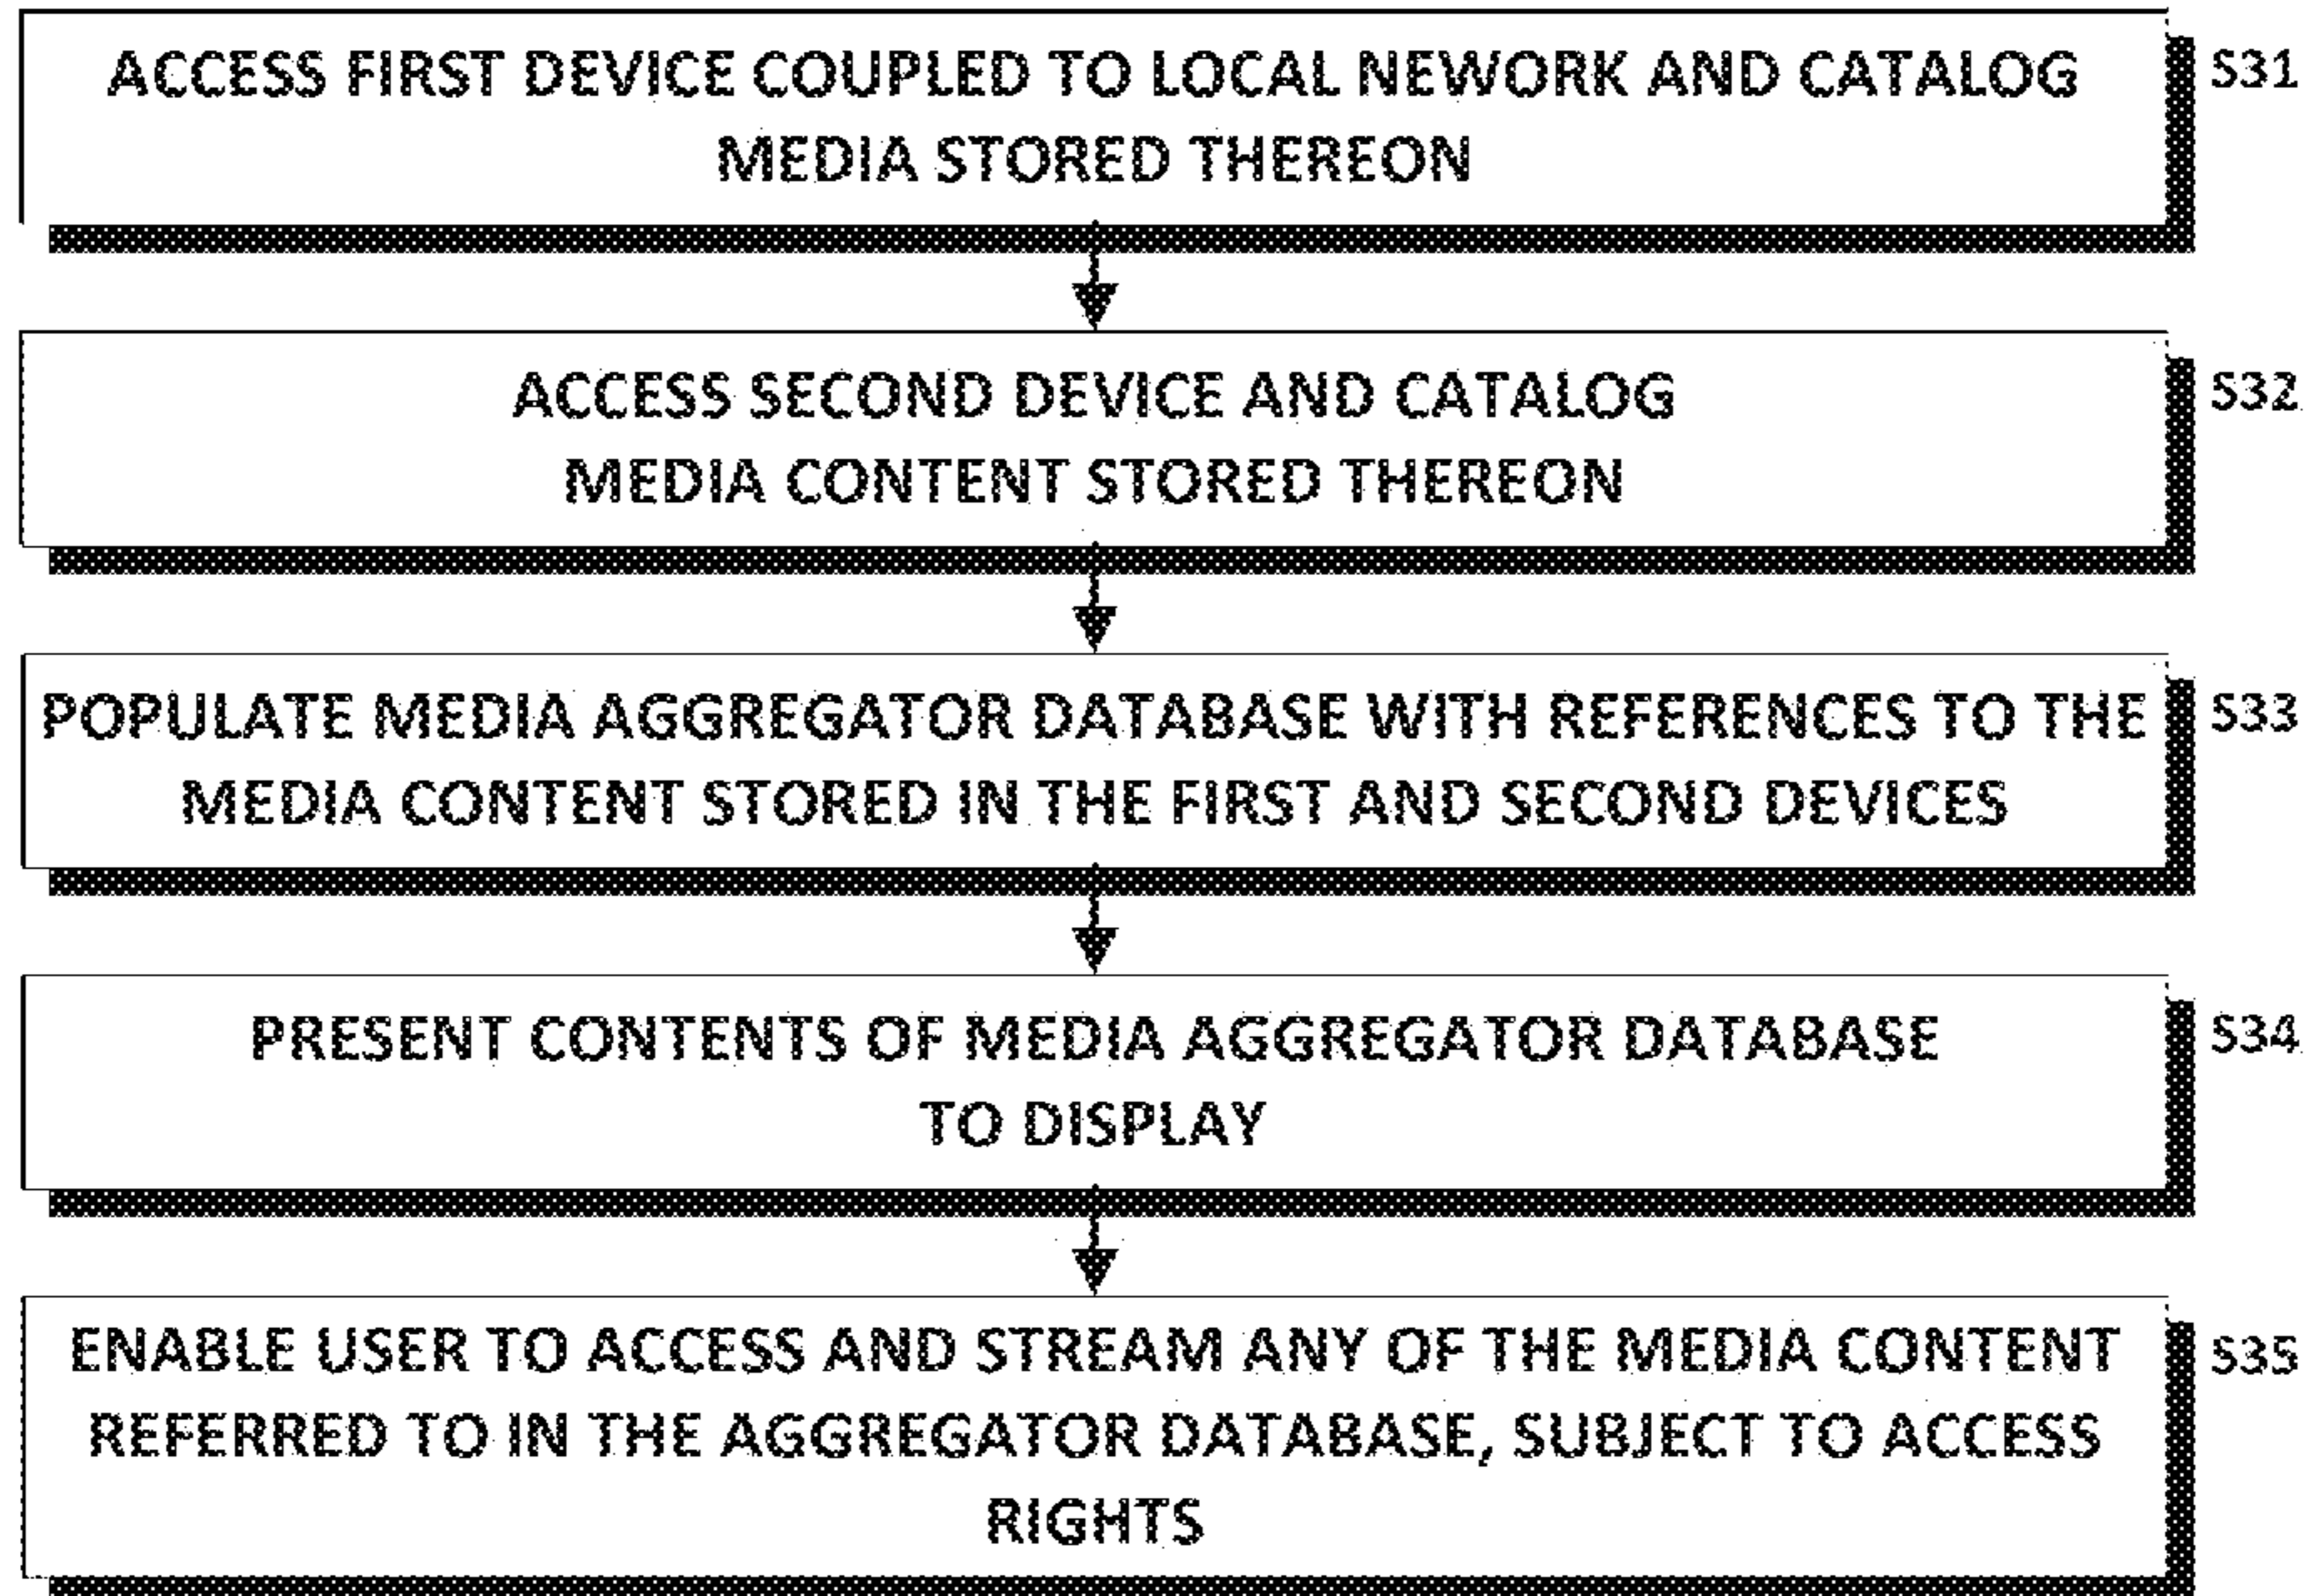 ACCESS FIRST DEVICE COUPLED TO LOCAL NEWORK AND CATALOG
MEDIA STORED THEREON
S31
ACCESS SECOND DEVICE AND CATALOG
MEDIA CONTENT STORED THEREON
S32
POPULATE MEDIA AGGREGATOR DATABASE WITH REFERENCES TO THE
MEDIA CONTENT STORED IN THE FIRST AND SECOND DEVICES
S33
PRESENT CONTENTS OF MEDIA AGGREGATOR DATABASE
TO DISPLAY
S34
ENABLE USER TO ACCESS AND STREAM ANY OF THE MEDIA CONTENT
REFERRED TO IN THE AGGREGATOR DATABASE, SUBJECT TO ACCESS
RIGHTS
S35